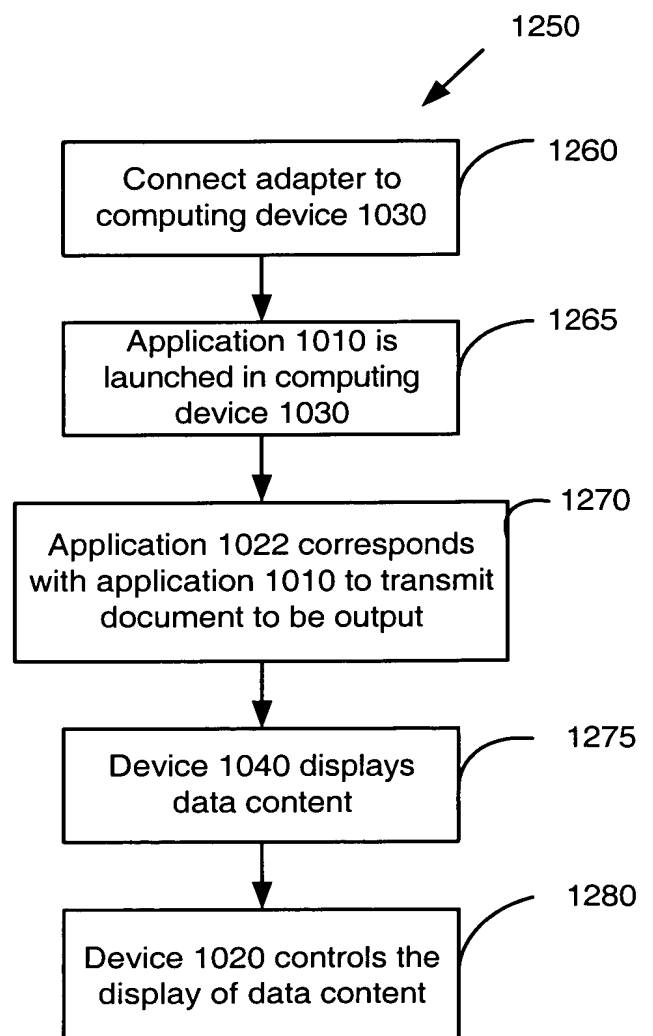 1250
1260
Connect adapter to
computing device 1030
1265
Application 1010 is
launched in computing
device 1030
1270
Application 1022 corresponds
with application 1010 to transmit
document to be output
1275
Device 1040 displays
data content
1280
Device 1020 controls the
display of data content